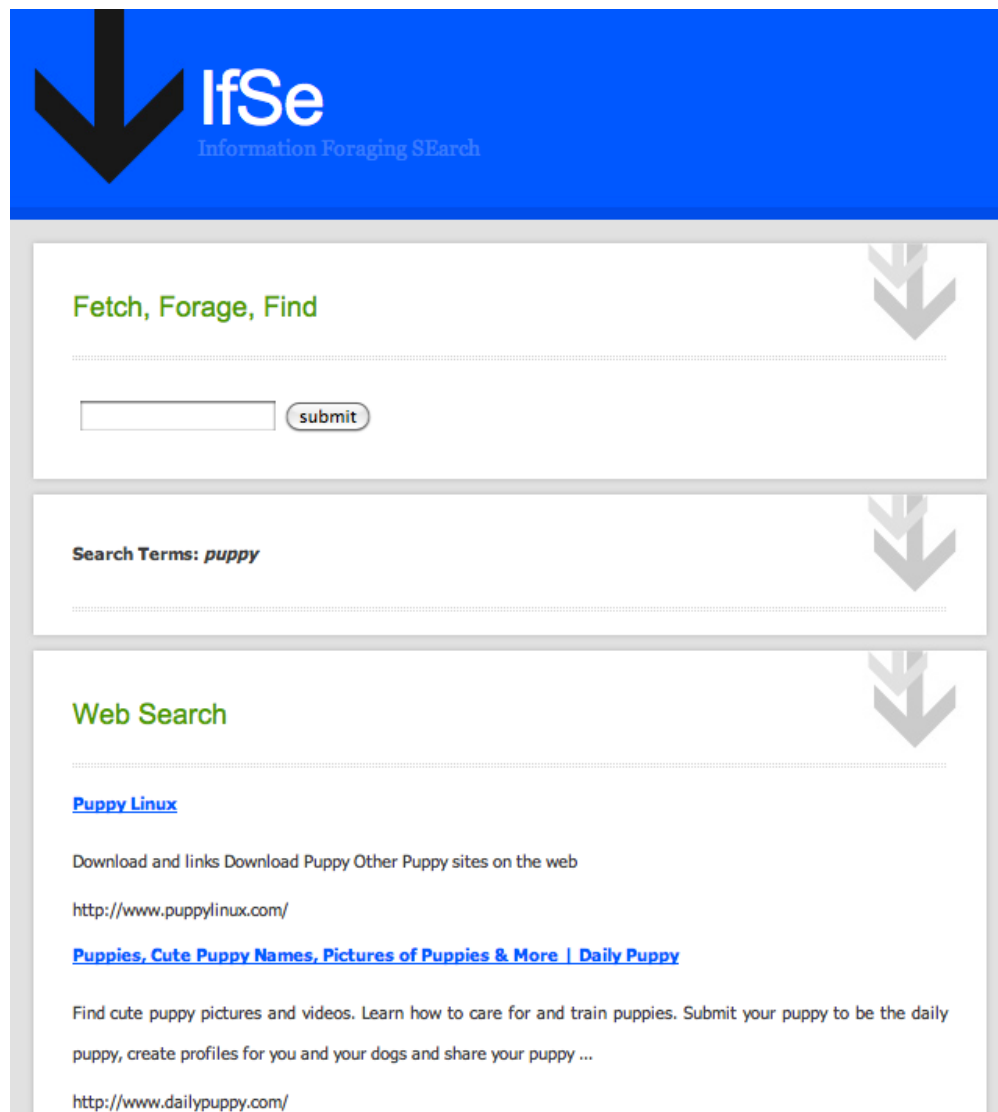 IfSe
Information Foraging SEarch
Fetch, Forage, Find
submit
Search Terms: puppy
Web Search
Puppy Linux
Download and links Download Puppy Other Puppy sites on the web
http://www.puppylinux.com/
Puppies, Cute Puppy Names, Pictures of Puppies & More | Daily Puppy
Find cute puppy pictures and videos. Learn how to care for and train puppies. Submit your puppy to be the daily
puppy, create profiles for you and your dogs and share your puppy ...
http://www.dailypuppy.com/